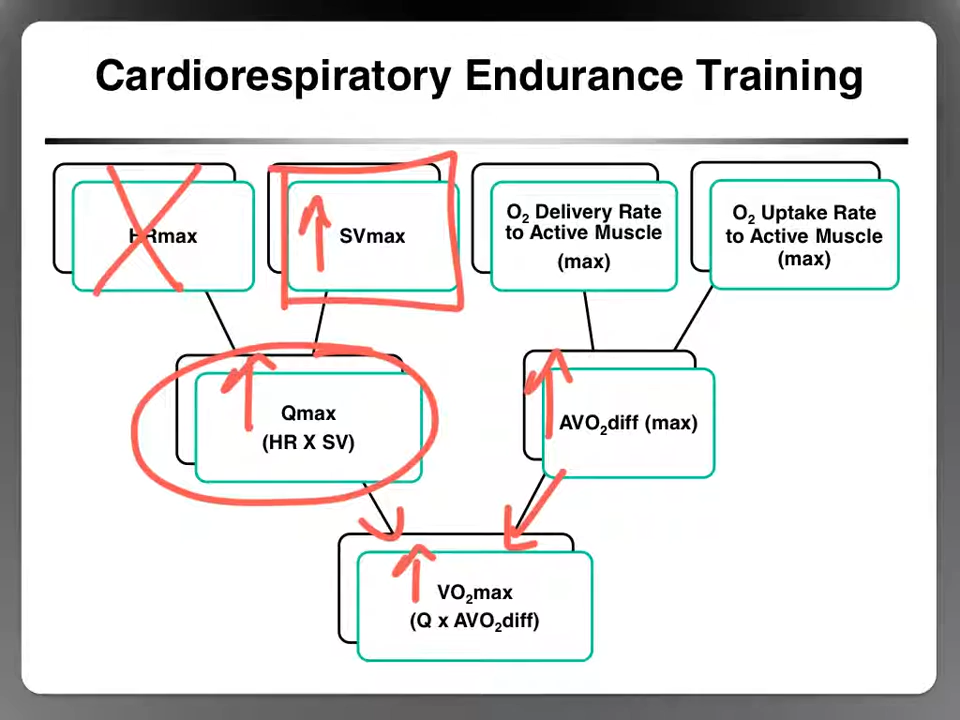 Cardiorespiratory Endurance Training
HRmax
SVmax
O₂ Delivery Rate
to Active Muscle
(max)
O₂ Uptake Rate
to Active Muscle
(max)
Qmax
(HR X SV)
AVO₂diff (max)
VO₂max
(Q x AVO₂diff)